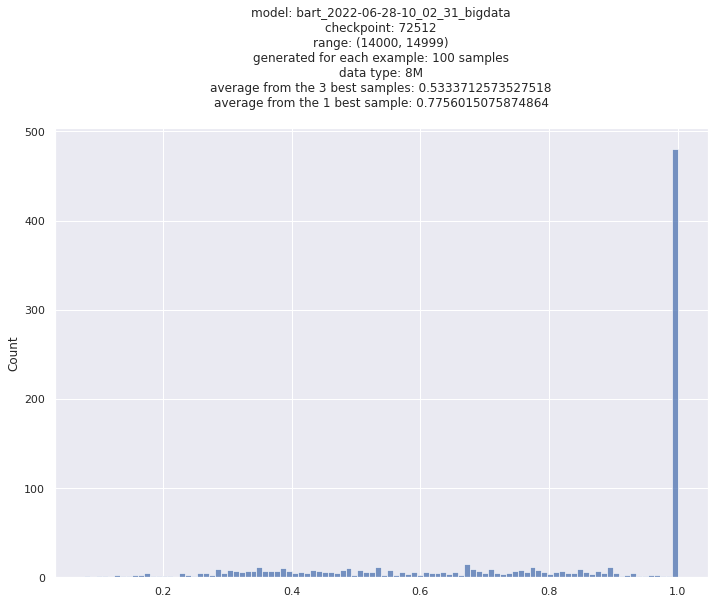 model: bart_2022-06-28-10_02_31_bigdata
checkpoint: 72512
range: (14000, 14999)
generated for each example: 100 samples
data type: 8M
average from the 3 best samples: 0.5333712573527518
average from the 1 best sample: 0.7756015075874864
500
400
300
200
100
0
Count
0.2 0.4 0.6 0.8 1.0